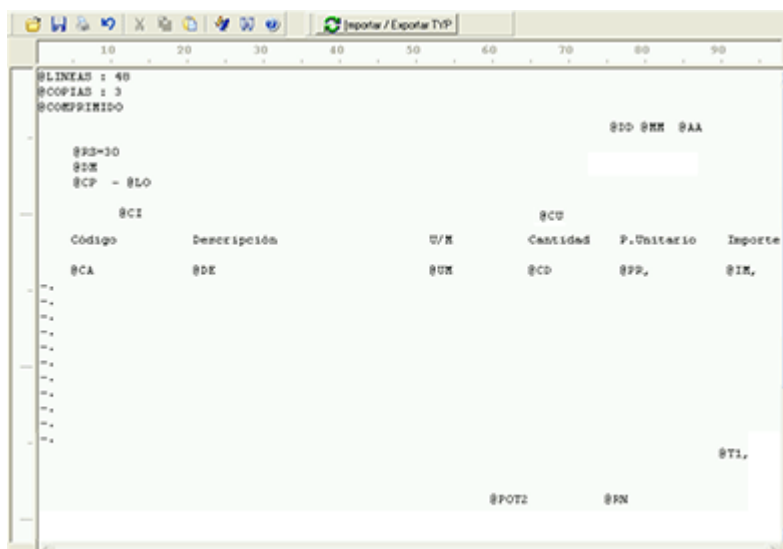 Importar / Exportar TYP
10 20 30 40 50 60 70 80 90
@LINEAS : 48
@COPIAS : 3
@COMPRIMIDO
@DD @MM @AA
@RS=30
@DM
@CP - @LO
@CI @CU
Código Descripción U/M Cantidad P.Unitario Importe
@CA @DE @UM @CD @PR, @IM,
-.
-.
-.
-.
-.
-.
-.
-.
-.
-.
-.
@T1,
@POT2 @RN